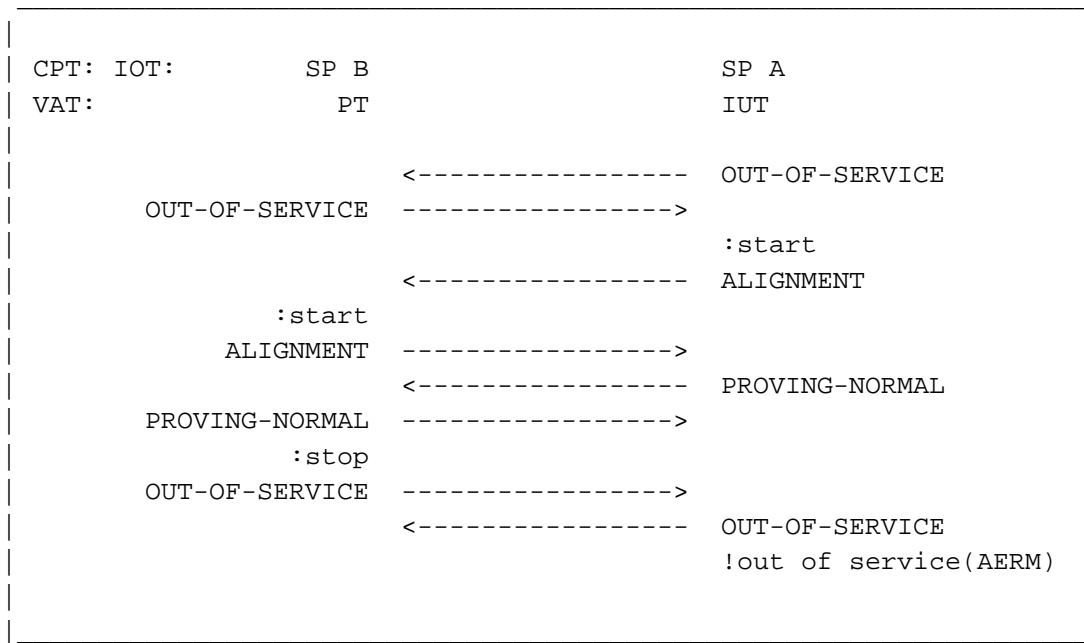 CPT: IOT: SP B SP A
VAT: PT IUT
<----------------- OUT-OF-SERVICE
OUT-OF-SERVICE ----------------->
:start
<----------------- ALIGNMENT
:start
ALIGNMENT ----------------->
<----------------- PROVING-NORMAL
PROVING-NORMAL ----------------->
:stop
OUT-OF-SERVICE ----------------->
<----------------- OUT-OF-SERVICE
!out of service(AERM)